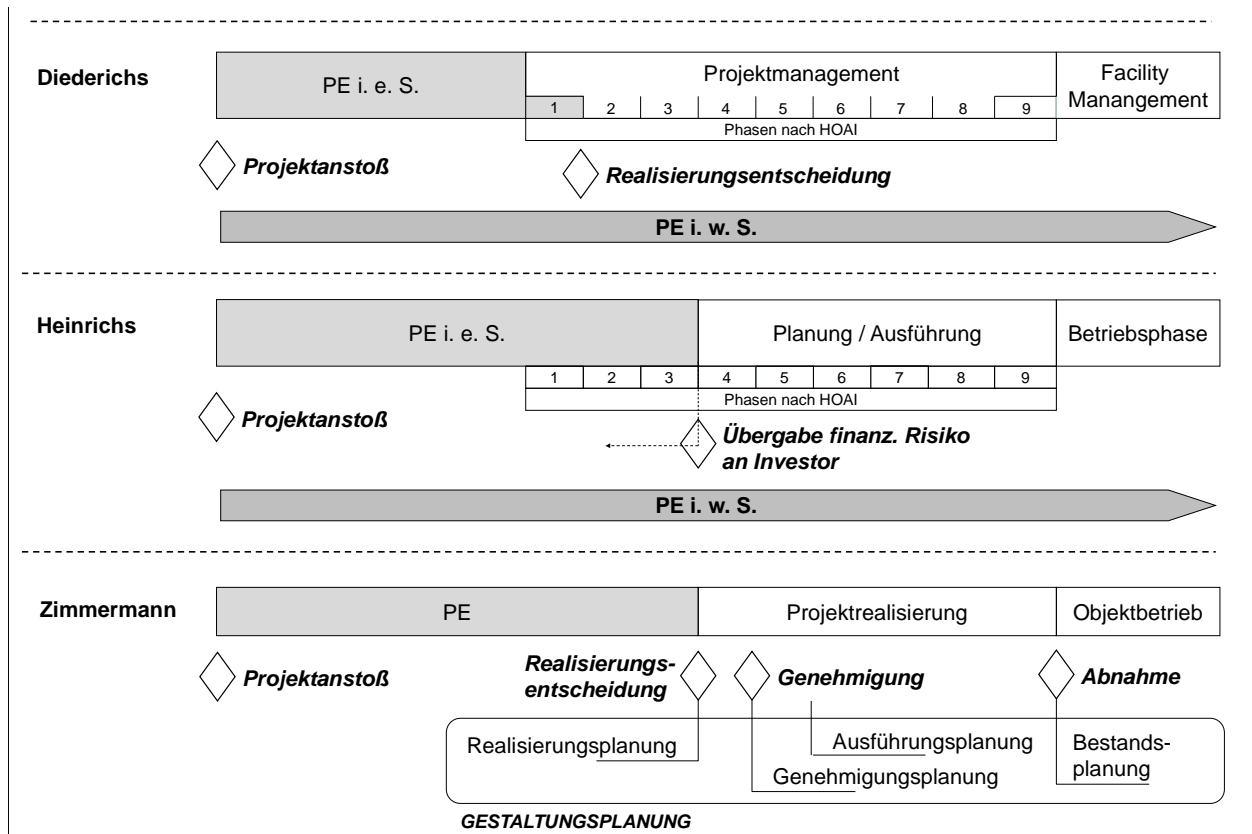 Diederichs
PE i. e. S.
Projektmanagement
Facility
Manangement
1 2 3 4 5 6 7 8 9
Phasen nach HOAI
Projektanstoß
Realisierungsentscheidung
PE i. w. S.
Heinrichs
PE i. e. S.
Planung / Ausführung
Betriebsphase
1 2 3 4 5 6 7 8 9
Phasen nach HOAI
Projektanstoß
Übergabe finanz. Risiko
an Investor
PE i. w. S.
Zimmermann
PE
Projektrealisierung
Objektbetrieb
Projektanstoß
Realisierungs-
entscheidung
Genehmigung
Abnahme
Realisierungsplanung
Ausführungsplanung
Genehmigungsplanung
Bestands-
planung
GESTALTUNGSPLANUNG